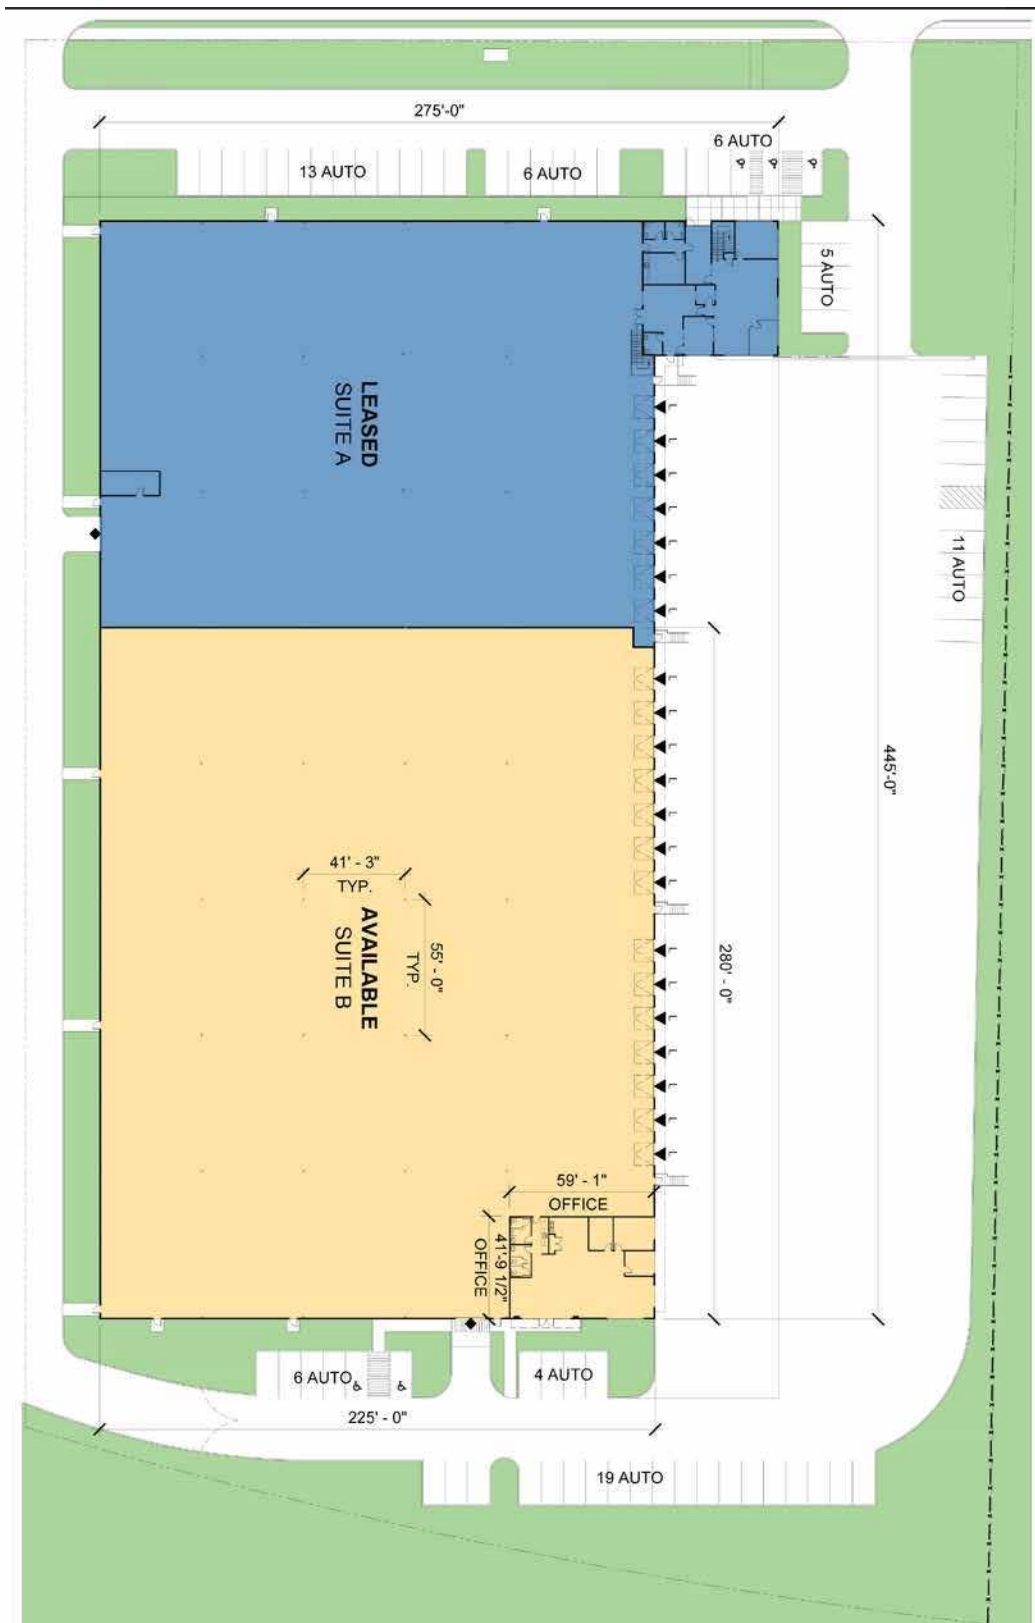 275'-0"
6 AUTO
13 AUTO
6 AUTO
5 AUTO
LEASED
SUITE A
11 AUTO
445'-0"
41' - 3"
TYP.
AVAILABLE
SUITE B
55' - 0"
TYP.
280' - 0"
59' - 1"
OFFICE
41'-9 1/2"
OFFICE
6 AUTO
4 AUTO
225' - 0"
19 AUTO